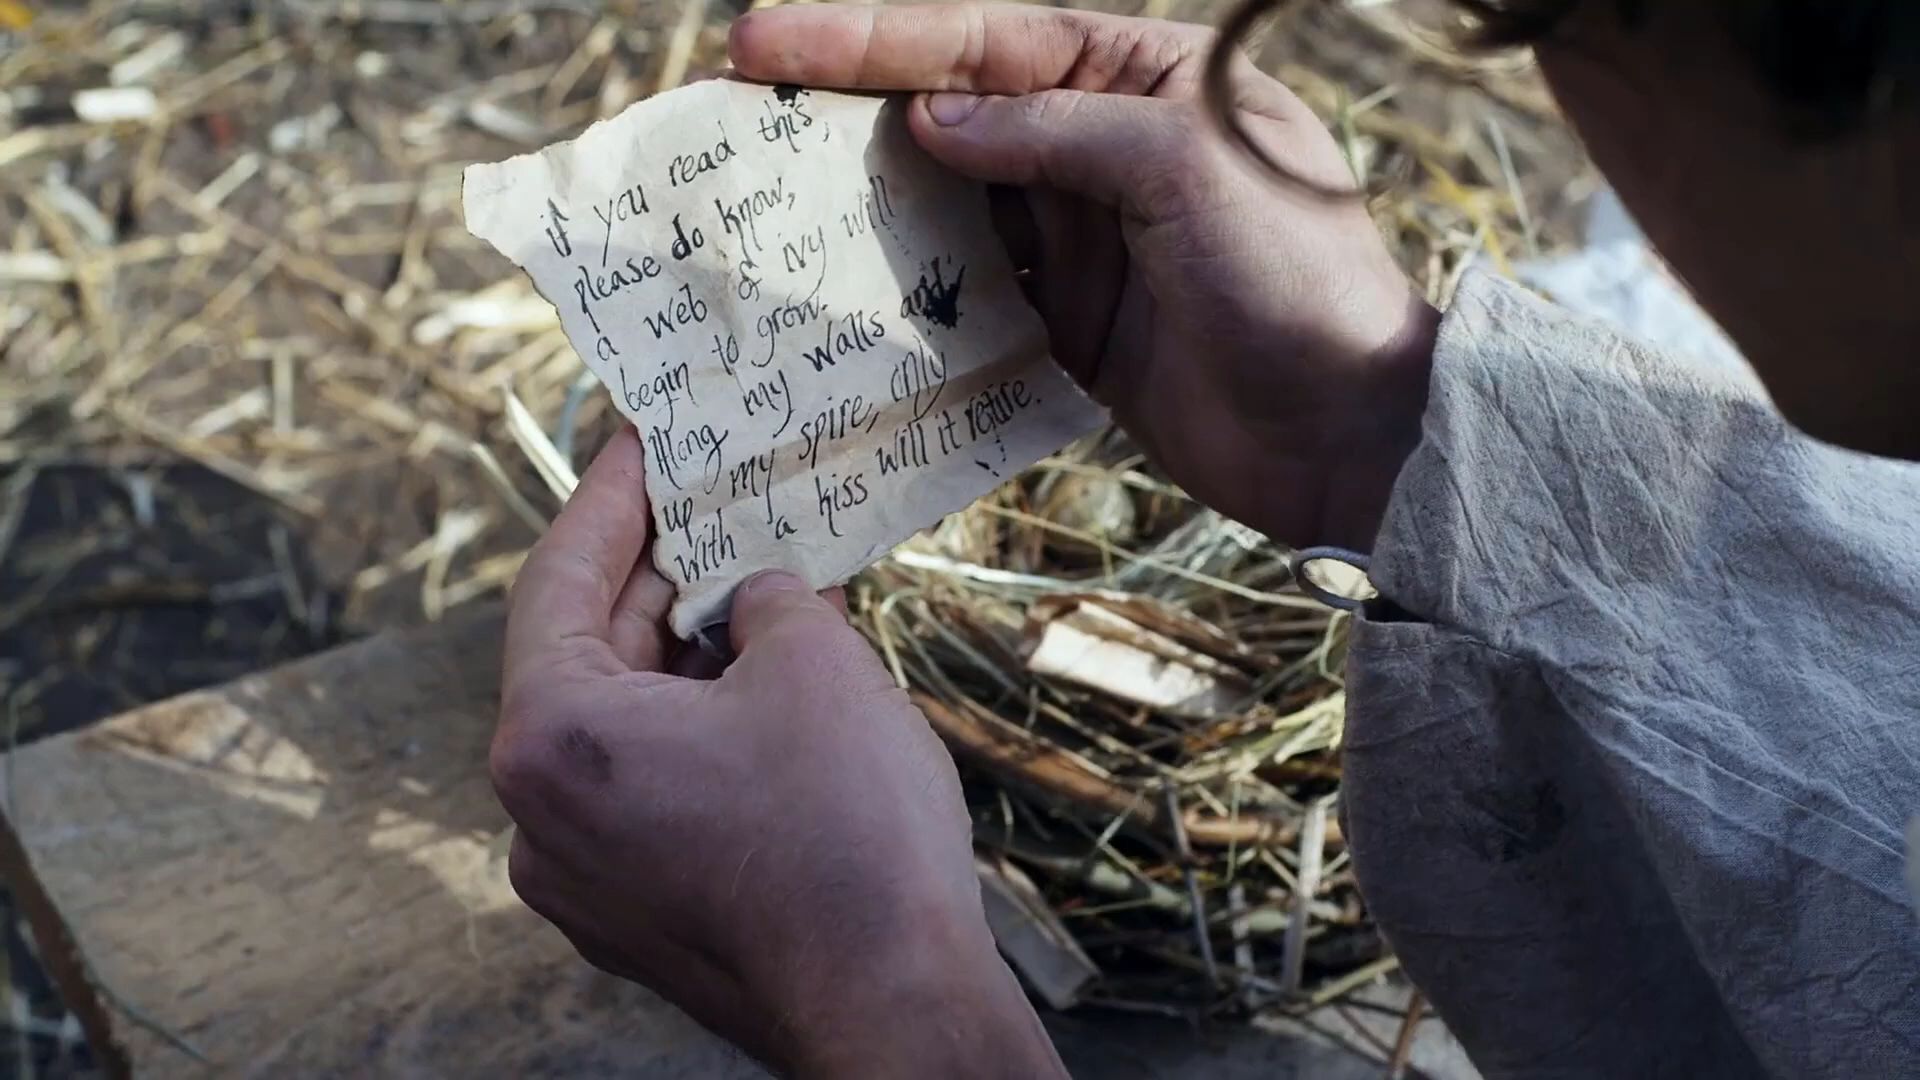 if you read this,
please do know,
a web of ivy will
begin to grow.
Along my walls and
up my spire, only
with a kiss will it retire.